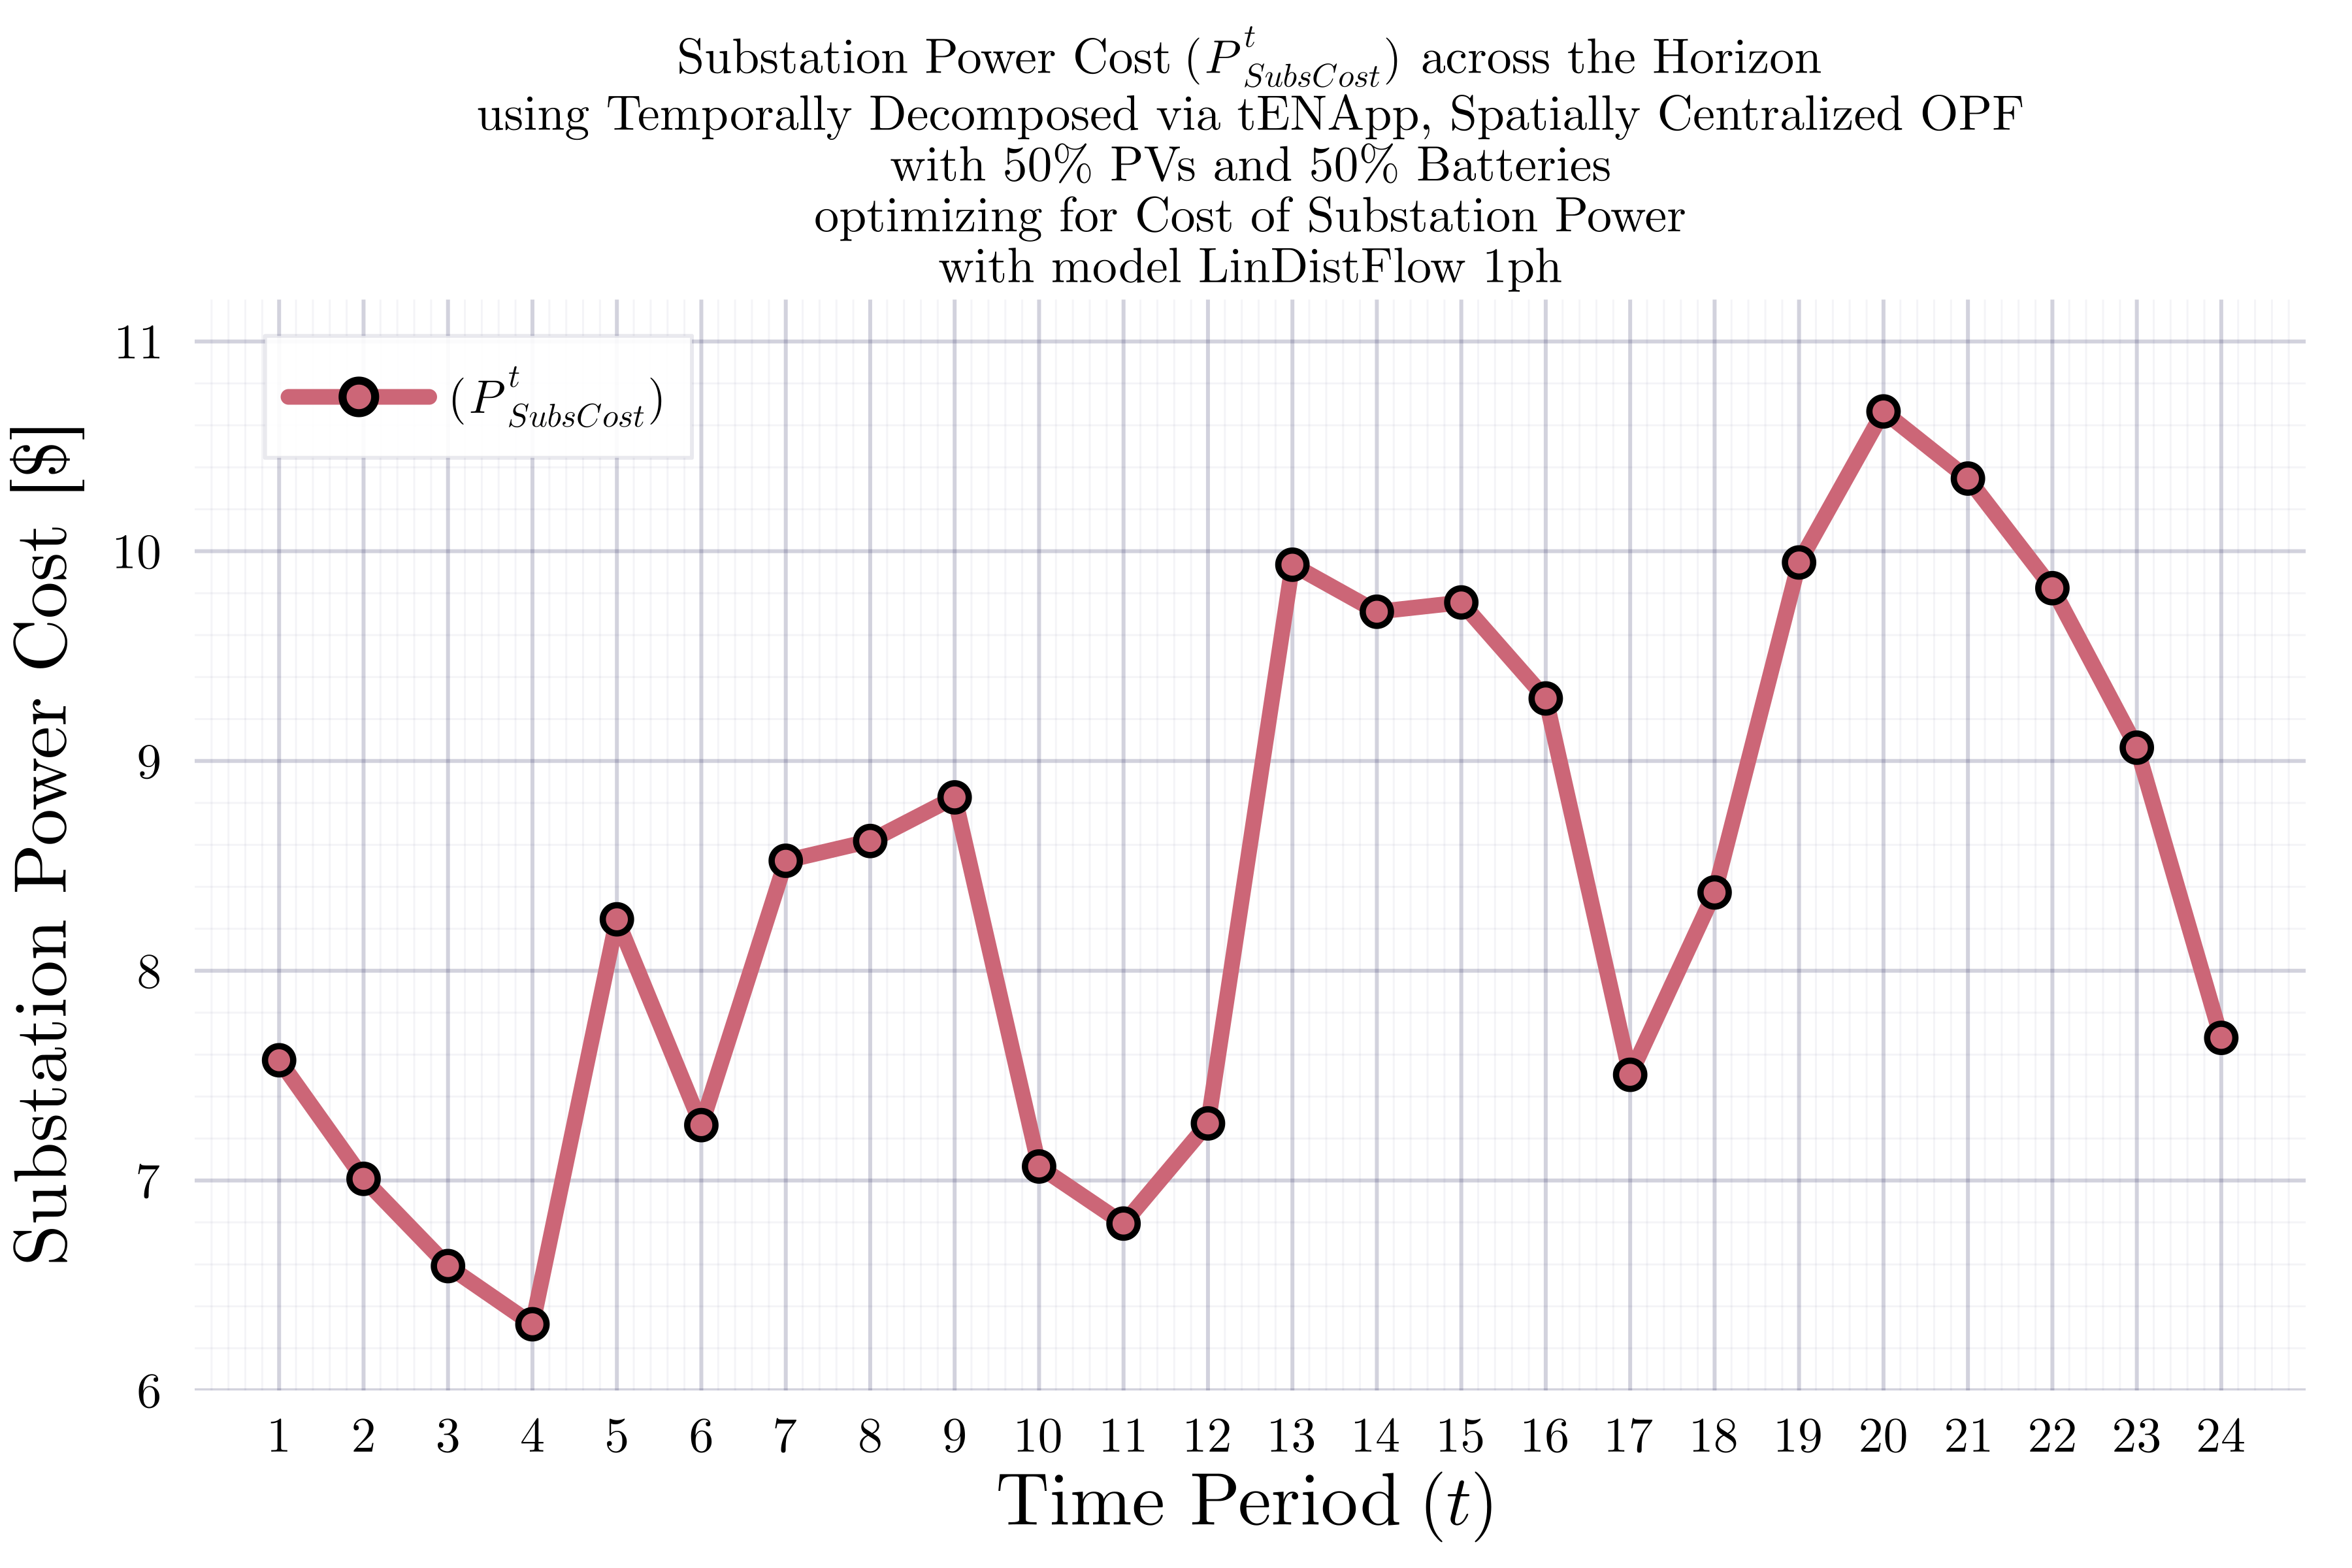 Substation Power Cost (P^t_SubsCost) across the Horizon
using Temporally Decomposed via tENApp, Spatially Centralized OPF
with 50% PVs and 50% Batteries
optimizing for Cost of Substation Power
with model LinDistFlow 1ph
(P^t_SubsCost)
Substation Power Cost [$]
11
10
9
8
7
6
1 2 3 4 5 6 7 8 9 10 11 12 13 14 15 16 17 18 19 20 21 22 23 24
Time Period (t)